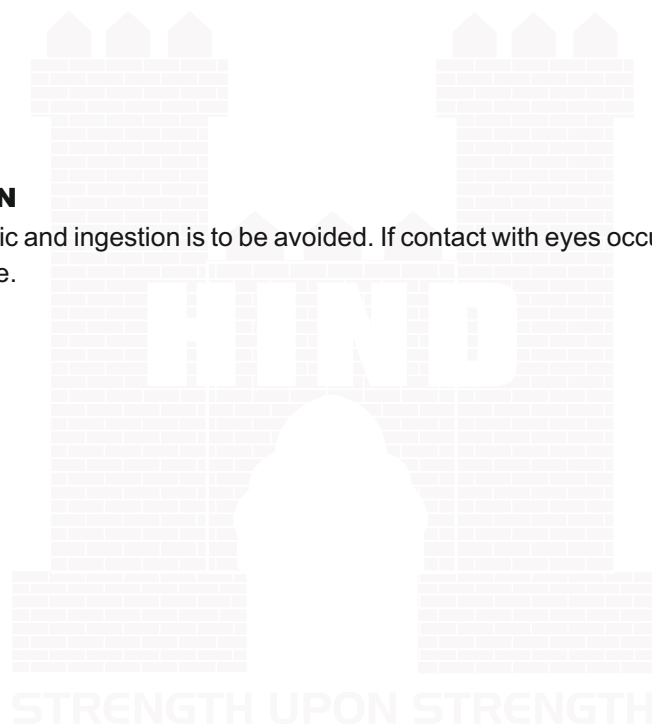 N
ic and ingestion is to be avoided. If contact with eyes occu
e.
HIND
STRENGTH UPON STRENGTH